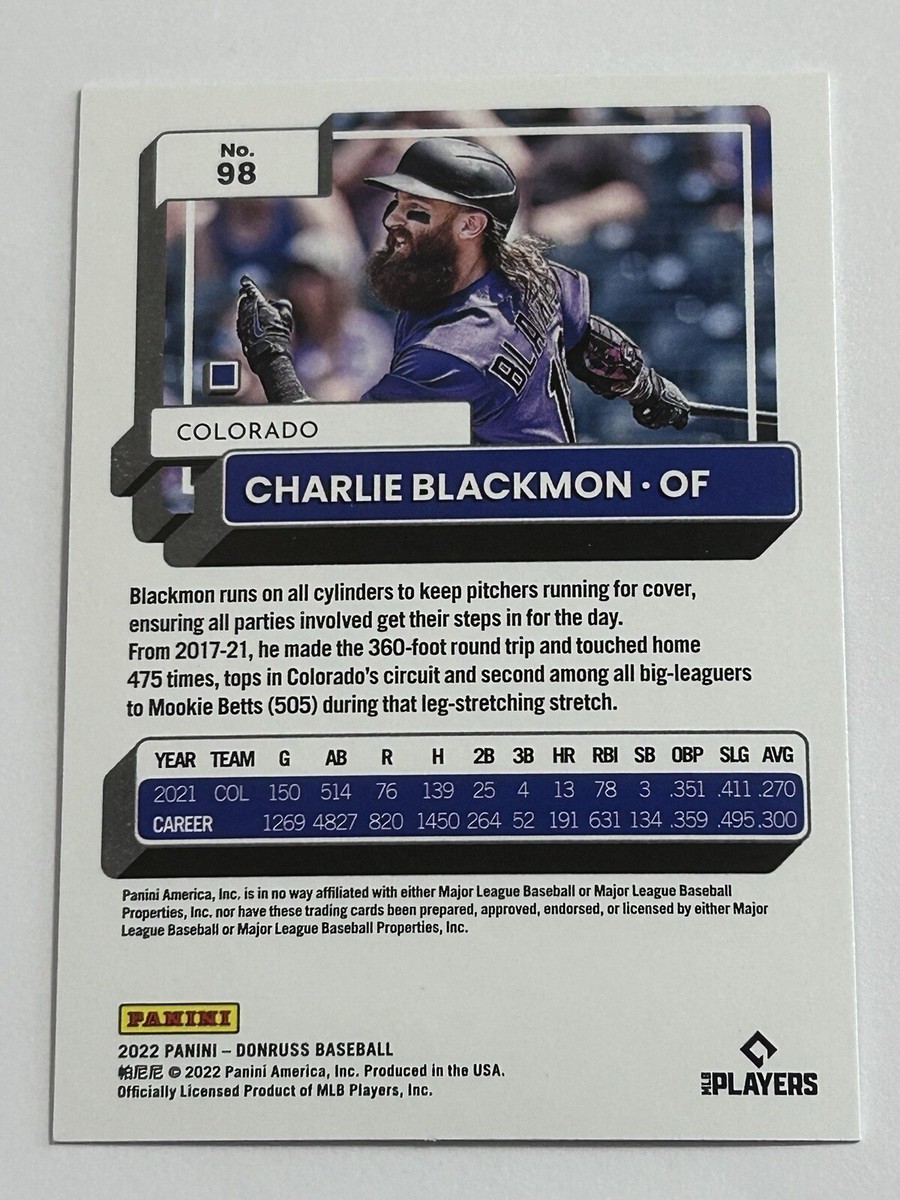 No.
98
BLA
1
COLORADO
CHARLIE BLACKMON · OF
Blackmon runs on all cylinders to keep pitchers running for cover,
ensuring all parties involved get their steps in for the day.
From 2017-21, he made the 360-foot round trip and touched home
475 times, tops in Colorado's circuit and second among all big-leaguers
to Mookie Betts (505) during that leg-stretching stretch.
YEAR TEAM G AB R H 2B 3B HR RBI SB OBP SLG AVG
2021 COL 150 514 76 139 25 4 13 78 3 .351 .411 .270
CAREER 1269 4827 820 1450 264 52 191 631 134 .359 .495 .300
Panini America, Inc. is in no way affiliated with either Major League Baseball or Major League Baseball
Properties, Inc. nor have these trading cards been prepared, approved, endorsed, or licensed by either Major
League Baseball or Major League Baseball Properties, Inc.
PANINI
2022 PANINI – DONRUSS BASEBALL
帕尼尼 © 2022 Panini America, Inc. Produced in the USA.
Officially Licensed Product of MLB Players, Inc.
MLB PLAYERS